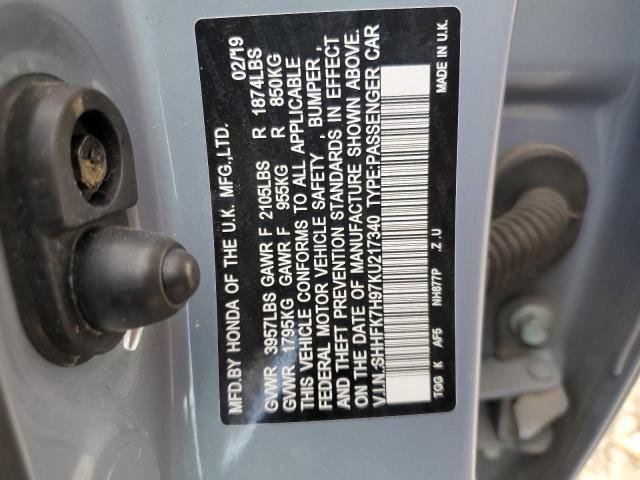 MFD.BY HONDA OF THE U.K. MFG.,LTD. 02/19
GVWR 3957LBS GAWR F 2105LBS R 1874LBS
GVWR 1795KG GAWR F 955KG R 850KG
THIS VEHICLE CONFORMS TO ALL APPLICABLE
FEDERAL MOTOR VEHICLE SAFETY, BUMPER,
AND THEFT PREVENTION STANDARDS IN EFFECT
ON THE DATE OF MANUFACTURE SHOWN ABOVE.
V.I.N.:SHHFK7H97KU217340 TYPE:PASSENGER CAR
TGG K AF5 NH877P .Z.U MADE IN U.K.